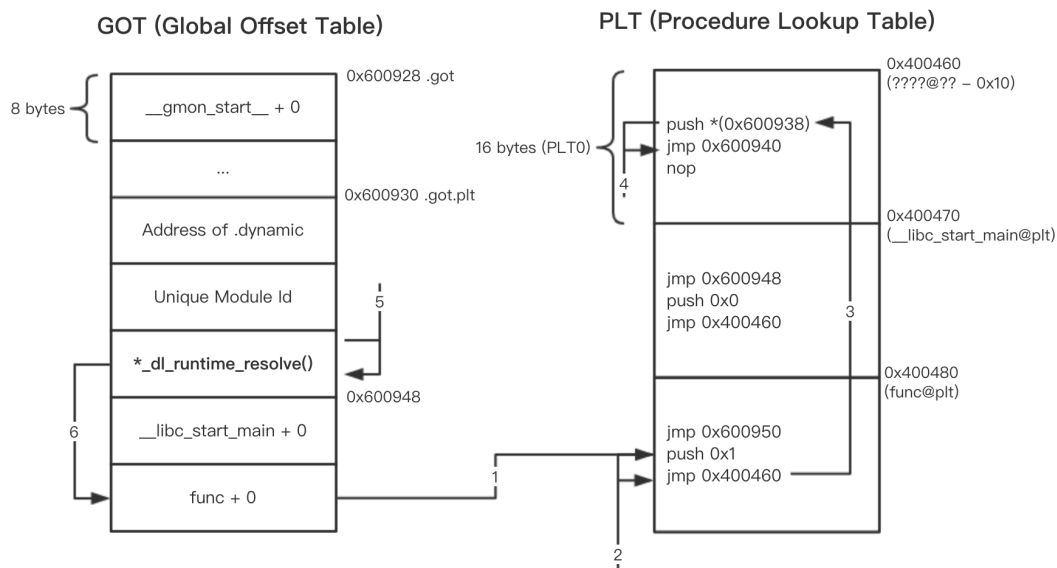 GOT (Global Offset Table)
8 bytes
0x600928 .got
__gmon_start__ + 0
...
0x600930 .got.plt
Address of .dynamic
Unique Module Id
5
*_dl_runtime_resolve()
0x600948
6
__libc_start_main + 0
func + 0
1
PLT (Procedure Lookup Table)
0x400460
(????@?? - 0x10)
16 bytes (PLT0)
push *(0x600938)
jmp 0x600940
nop
4
0x400470
(__libc_start_main@plt)
jmp 0x600948
push 0x0
jmp 0x400460
3
0x400480
(func@plt)
jmp 0x600950
push 0x1
jmp 0x400460
2